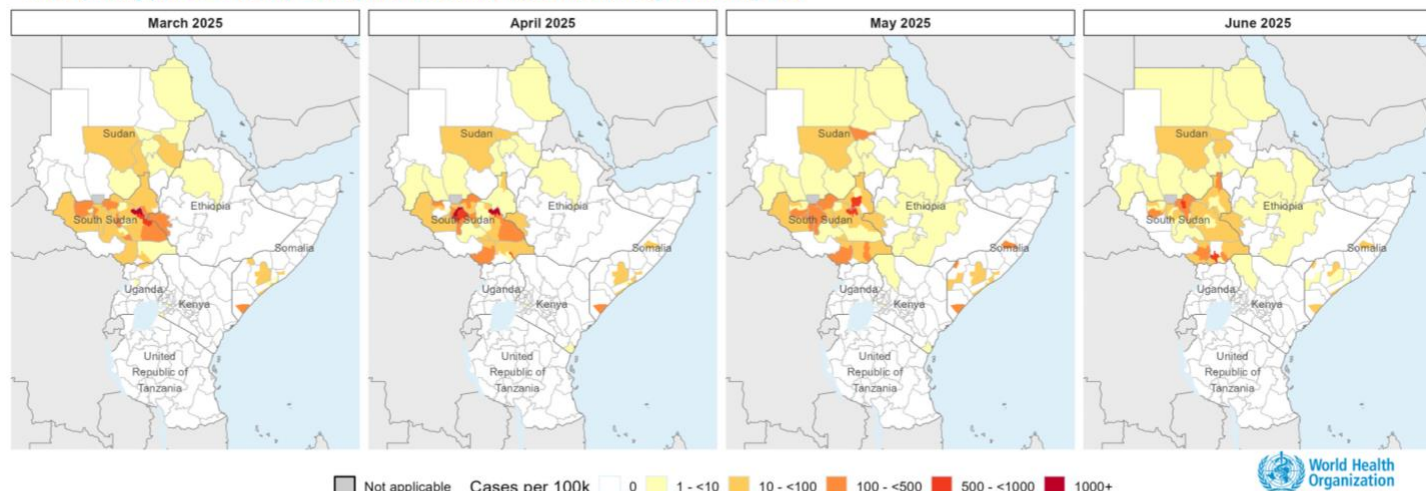 March 2025
April 2025
May 2025
June 2025
Sudan
South Sudan
Ethiopia
Somalia
Uganda
Kenya
United
Republic of
Tanzania
Sudan
South Sudan
Ethiopia
Somalia
Uganda
Kenya
United
Republic of
Tanzania
Sudan
South Sudan
Ethiopia
Somalia
Uganda
Kenya
United
Republic of
Tanzania
Sudan
South Sudan
Ethiopia
Somalia
Uganda
Kenya
United
Republic of
Tanzania
Not applicable Cases per 100k 0 1 - <10 10 - <100 100 - <500 500 - <1000 1000+
World Health
Organization